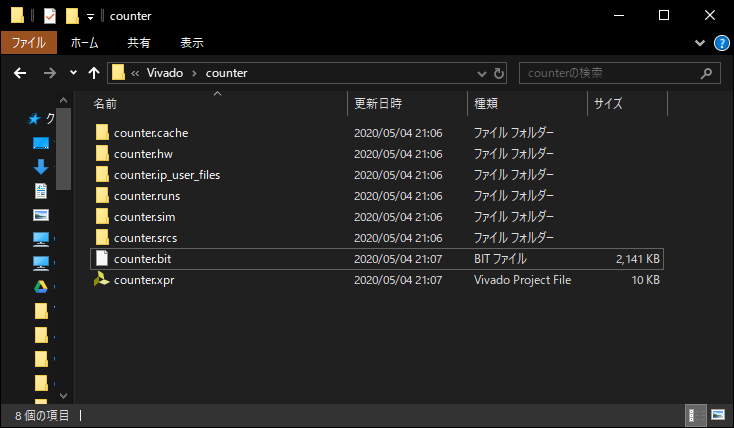 counter
ファイル ホーム 共有 表示
Vivado counter counterの検索
名前 更新日時 種類 サイズ
ク
counter.cache 2020/05/04 21:06 ファイル フォルダー
counter.hw 2020/05/04 21:06 ファイル フォルダー
counter.ip_user_files 2020/05/04 21:06 ファイル フォルダー
counter.runs 2020/05/04 21:06 ファイル フォルダー
counter.sim 2020/05/04 21:06 ファイル フォルダー
counter.srcs 2020/05/04 21:06 ファイル フォルダー
counter.bit 2020/05/04 21:07 BIT ファイル 2,141 KB
counter.xpr 2020/05/04 21:07 Vivado Project File 10 KB
8 個の項目